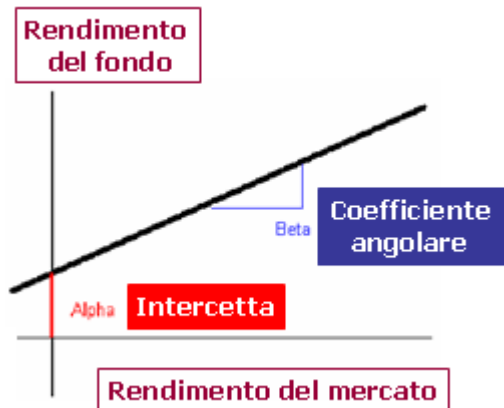 Rendimento
del fondo
Beta
Coefficiente
angolare
Alpha
Intercetta
Rendimento del mercato